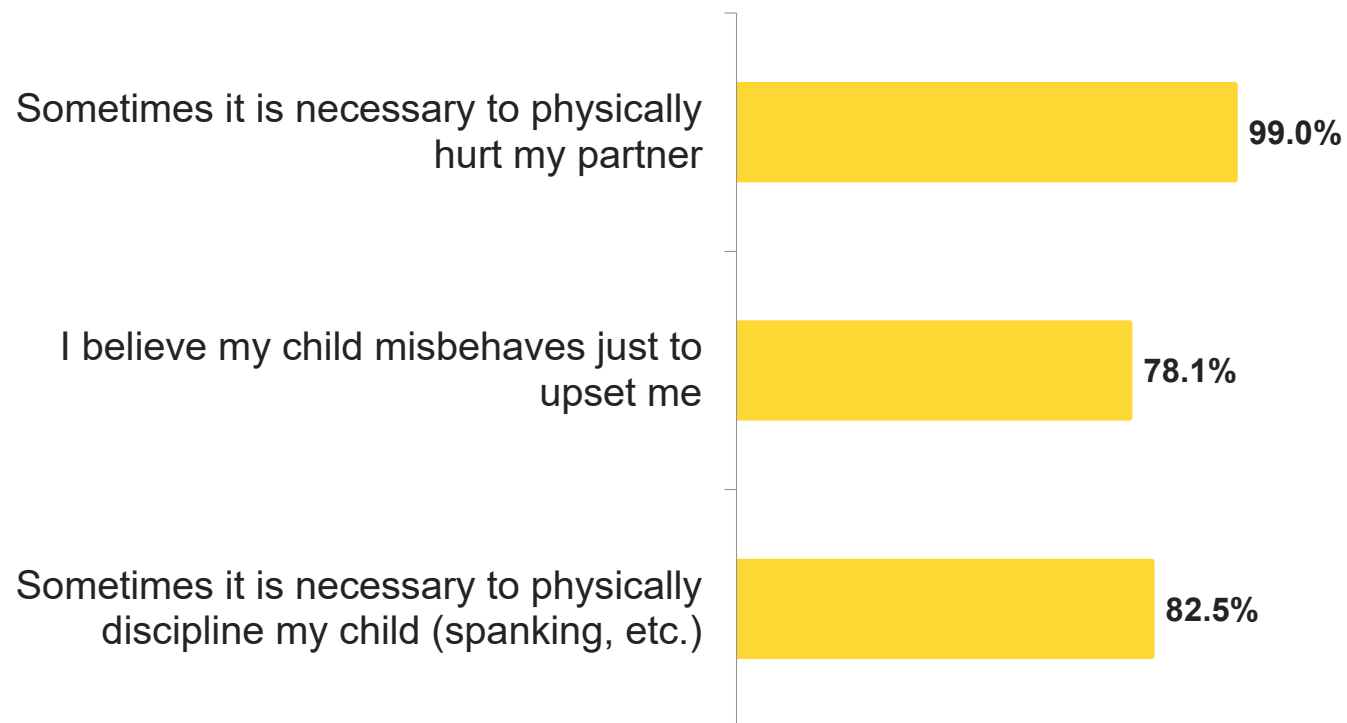 Sometimes it is necessary to physically
hurt my partner
99.0%
I believe my child misbehaves just to
upset me
78.1%
Sometimes it is necessary to physically
discipline my child (spanking, etc.)
82.5%